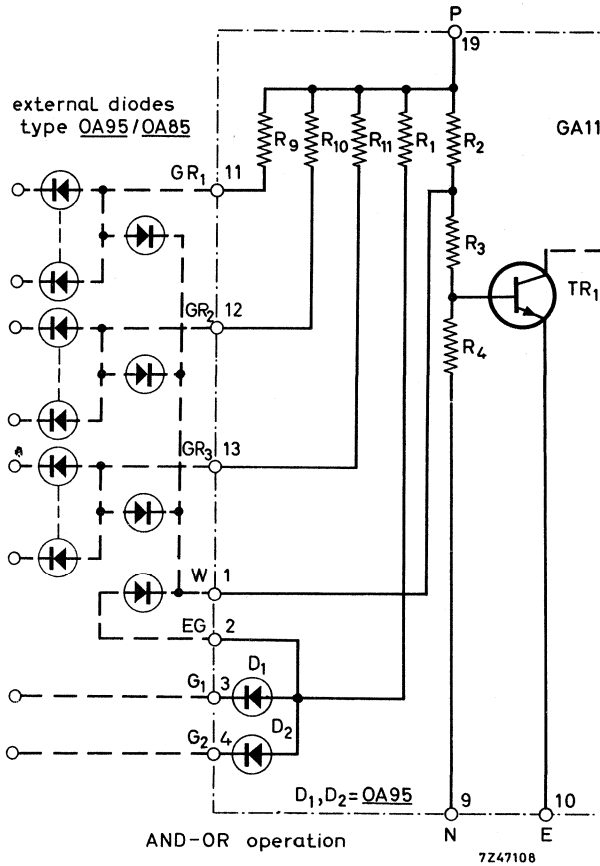 P
19
external diodes
type OA95/OA85
GA11
R9 R10 R11 R1 R2
GR1 11
R3
TR1
GR2 12
R4
GR3 13
W 1
EG 2
D1
G1 3
D2
G2 4
D1,D2=OA95
9 10
N E
AND-OR operation
7Z47108